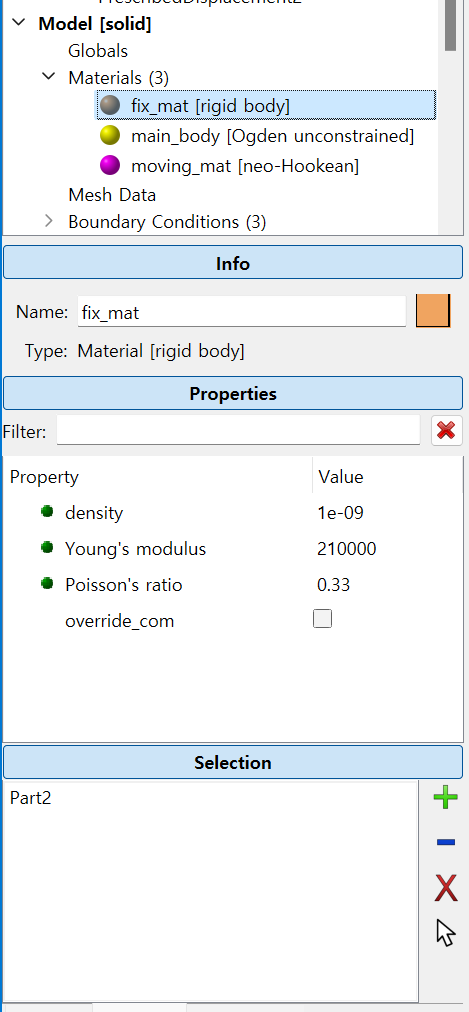 PrescribedDisplacement2
Model [solid]
Globals
Materials (3)
fix_mat [rigid body]
main_body [Ogden unconstrained]
moving_mat [neo-Hookean]
Mesh Data
Boundary Conditions (3)
Info
Name: fix_mat
Type: Material [rigid body]
Properties
Filter:
Property Value
density 1e-09
Young's modulus 210000
Poisson's ratio 0.33
override_com
Selection
Part2